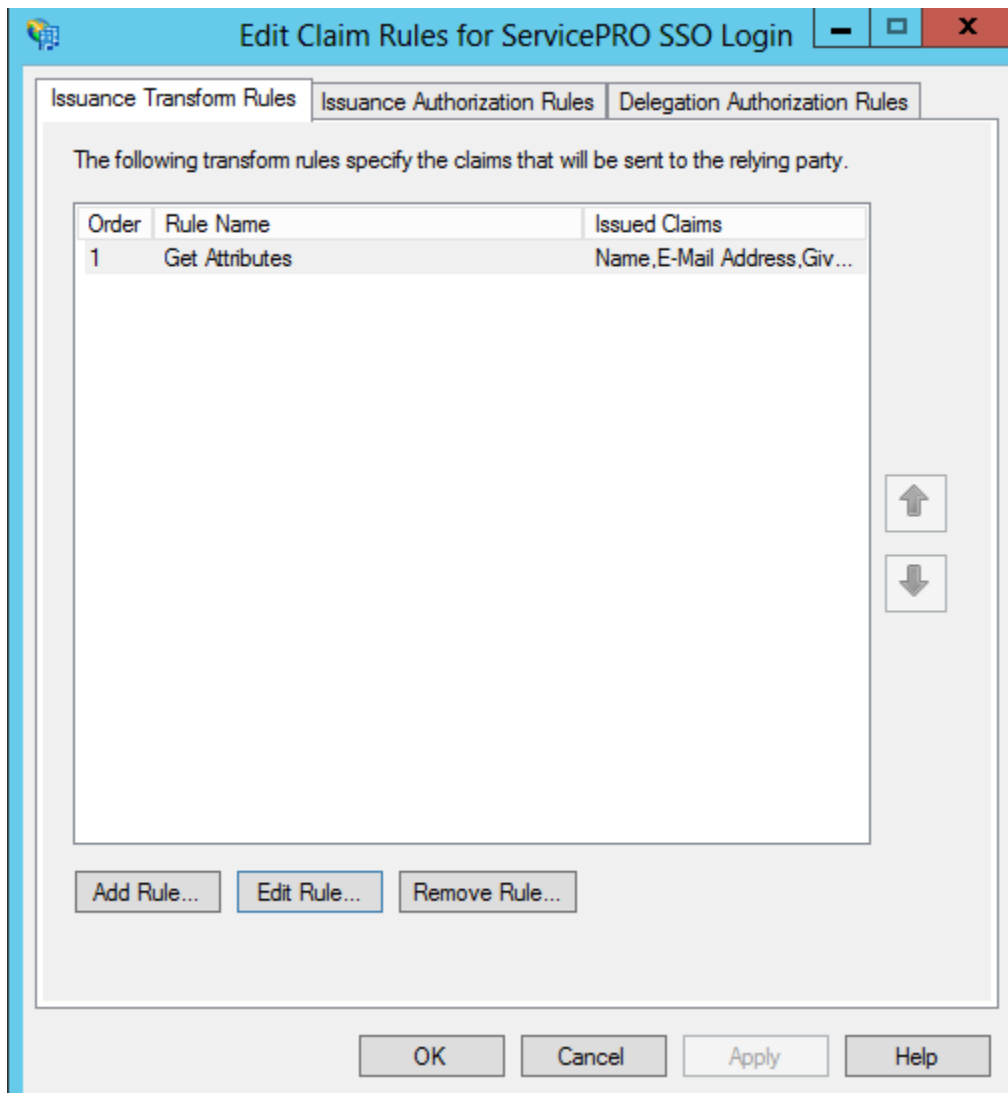 Edit Claim Rules for ServicePRO SSO Login
Issuance Transform Rules Issuance Authorization Rules Delegation Authorization Rules
The following transform rules specify the claims that will be sent to the relying party.
Order Rule Name Issued Claims
1 Get Attributes Name,E-Mail Address,Giv...
Add Rule... Edit Rule... Remove Rule...
OK Cancel Apply Help